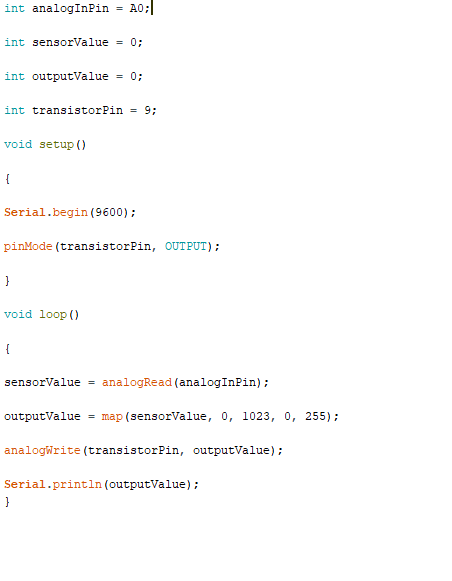 int analogInPin = A0;
int sensorValue = 0;
int outputValue = 0;
int transistorPin = 9;
void setup()
{
Serial.begin(9600);
pinMode(transistorPin, OUTPUT);
}
void loop()
{
sensorValue = analogRead(analogInPin);
outputValue = map(sensorValue, 0, 1023, 0, 255);
analogWrite(transistorPin, outputValue);
Serial.println(outputValue);
}